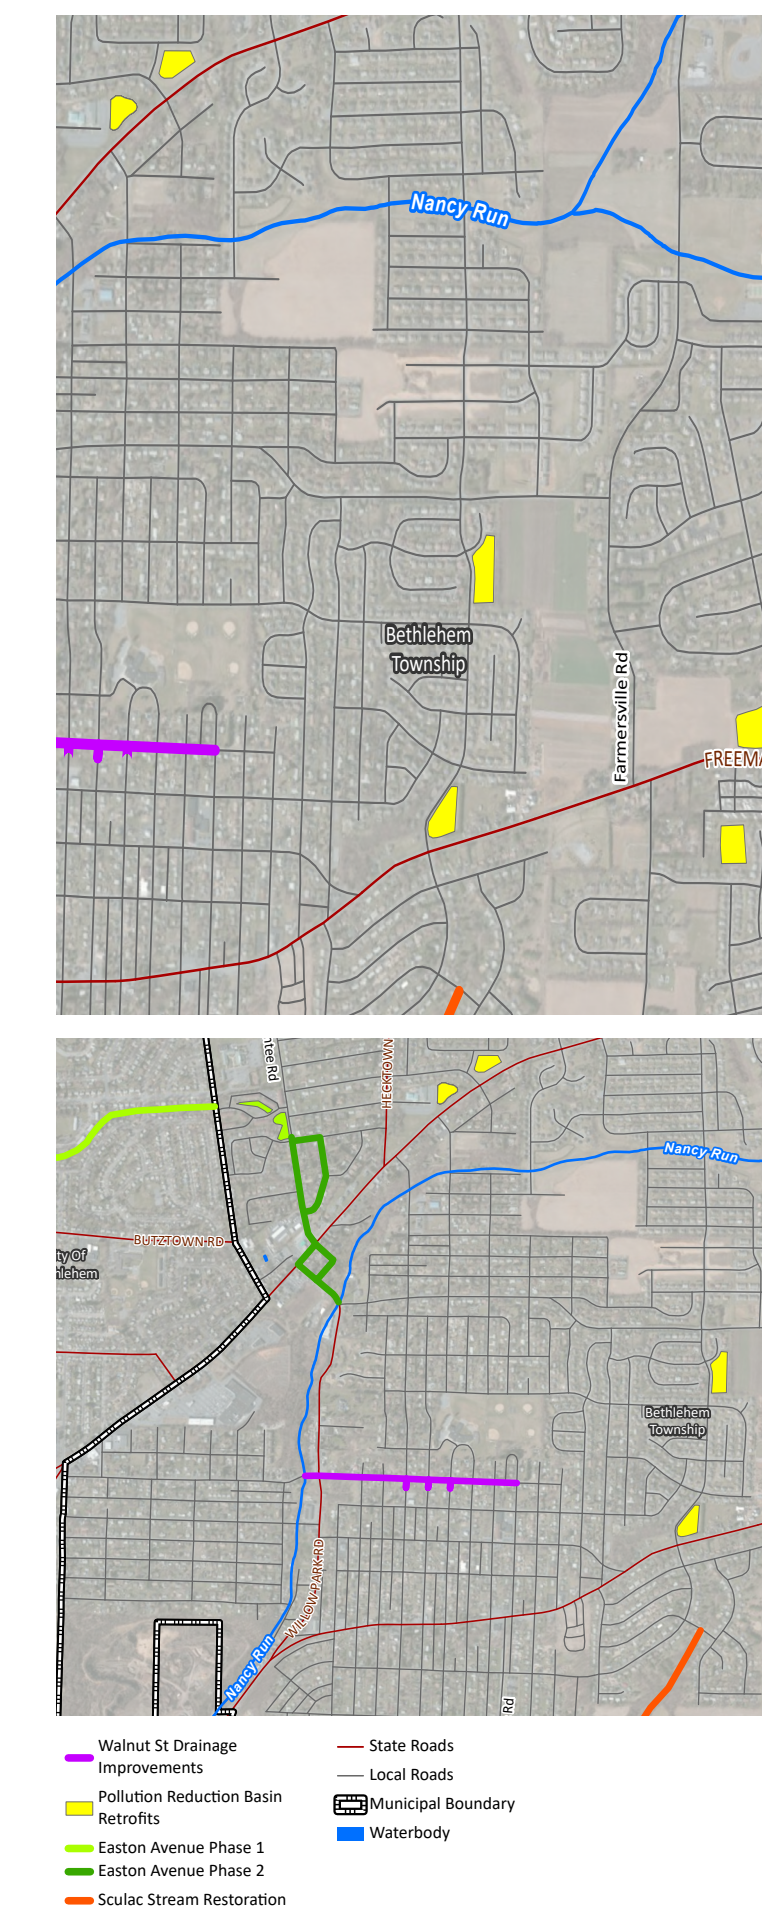 Nancy Run
Bethlehem
Township
Farmersville Rd
FREEMA
ntee Rd
HECKTOWN
Nancy Run
BUTZTOWN RD
ty Of
hlehem
Bethlehem
Township
WILLOW PARK RD
Nancy Run
Rd
Walnut St Drainage
Improvements
Pollution Reduction Basin
Retrofits
Easton Avenue Phase 1
Easton Avenue Phase 2
Sculac Stream Restoration
State Roads
Local Roads
Municipal Boundary
Waterbody